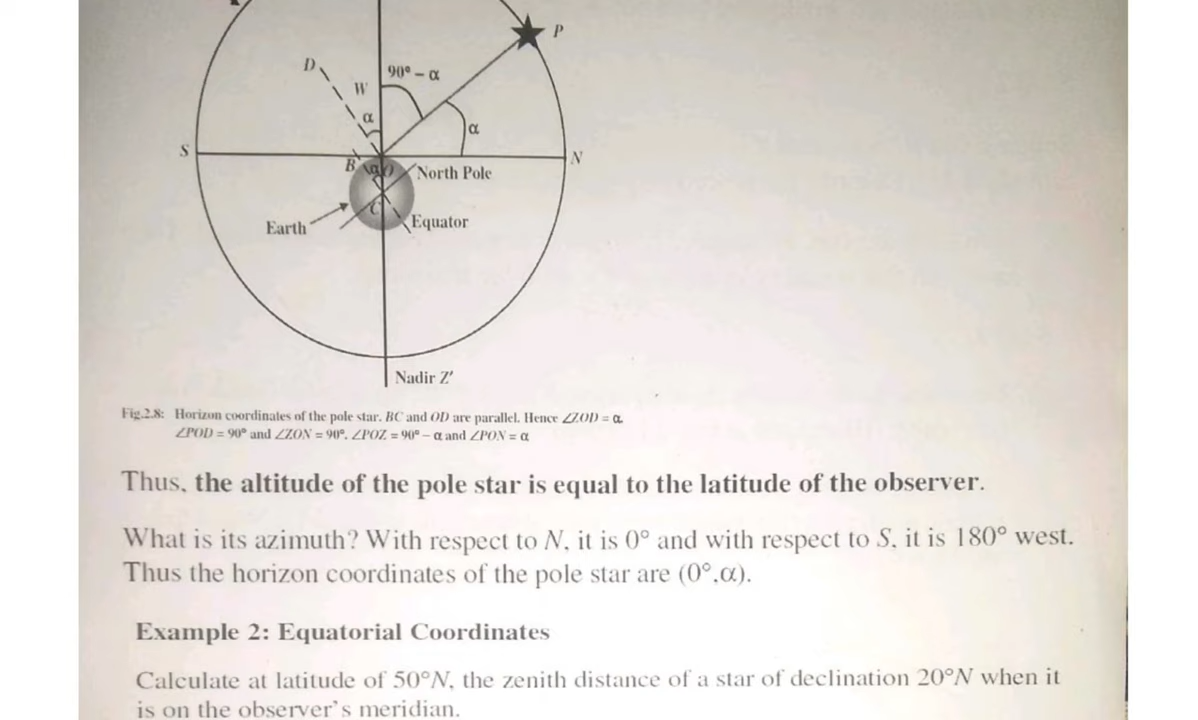 P
D
90° – α
W
α
α
S
N
B
O
North Pole
C
Earth
Equator
Nadir Z′
Fig.2.8: Horizon coordinates of the pole star. BC and OD are parallel. Hence ∠ZOD = α.
∠POD = 90° and ∠ZON = 90°. ∠POZ = 90° – α and ∠PON = α
Thus, the altitude of the pole star is equal to the latitude of the observer.
What is its azimuth? With respect to N, it is 0° and with respect to S, it is 180° west.
Thus the horizon coordinates of the pole star are (0°,α).
Example 2: Equatorial Coordinates
Calculate at latitude of 50°N, the zenith distance of a star of declination 20°N when it
is on the observer's meridian.